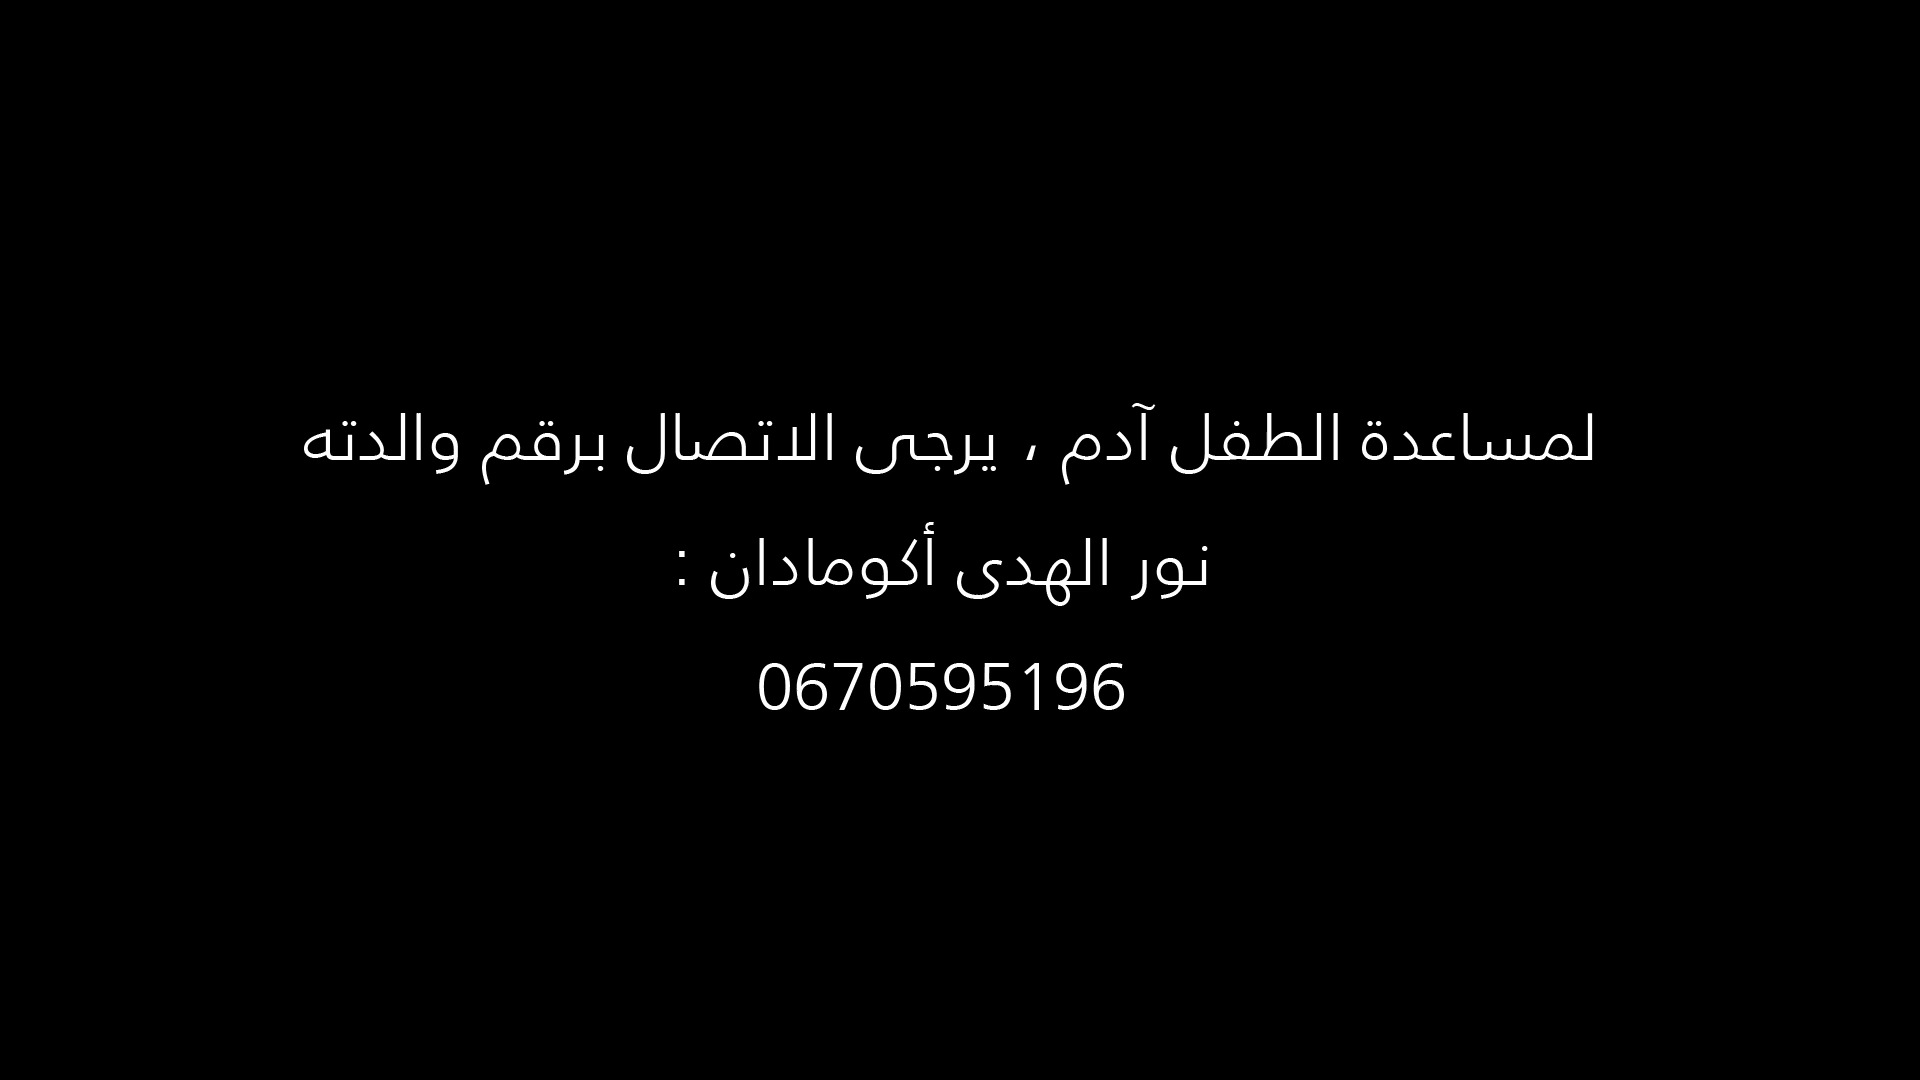 لمساعدة الطفل آدم ، يرجى الاتصال برقم والدته
نور الهدى أكومادان :
0670595196